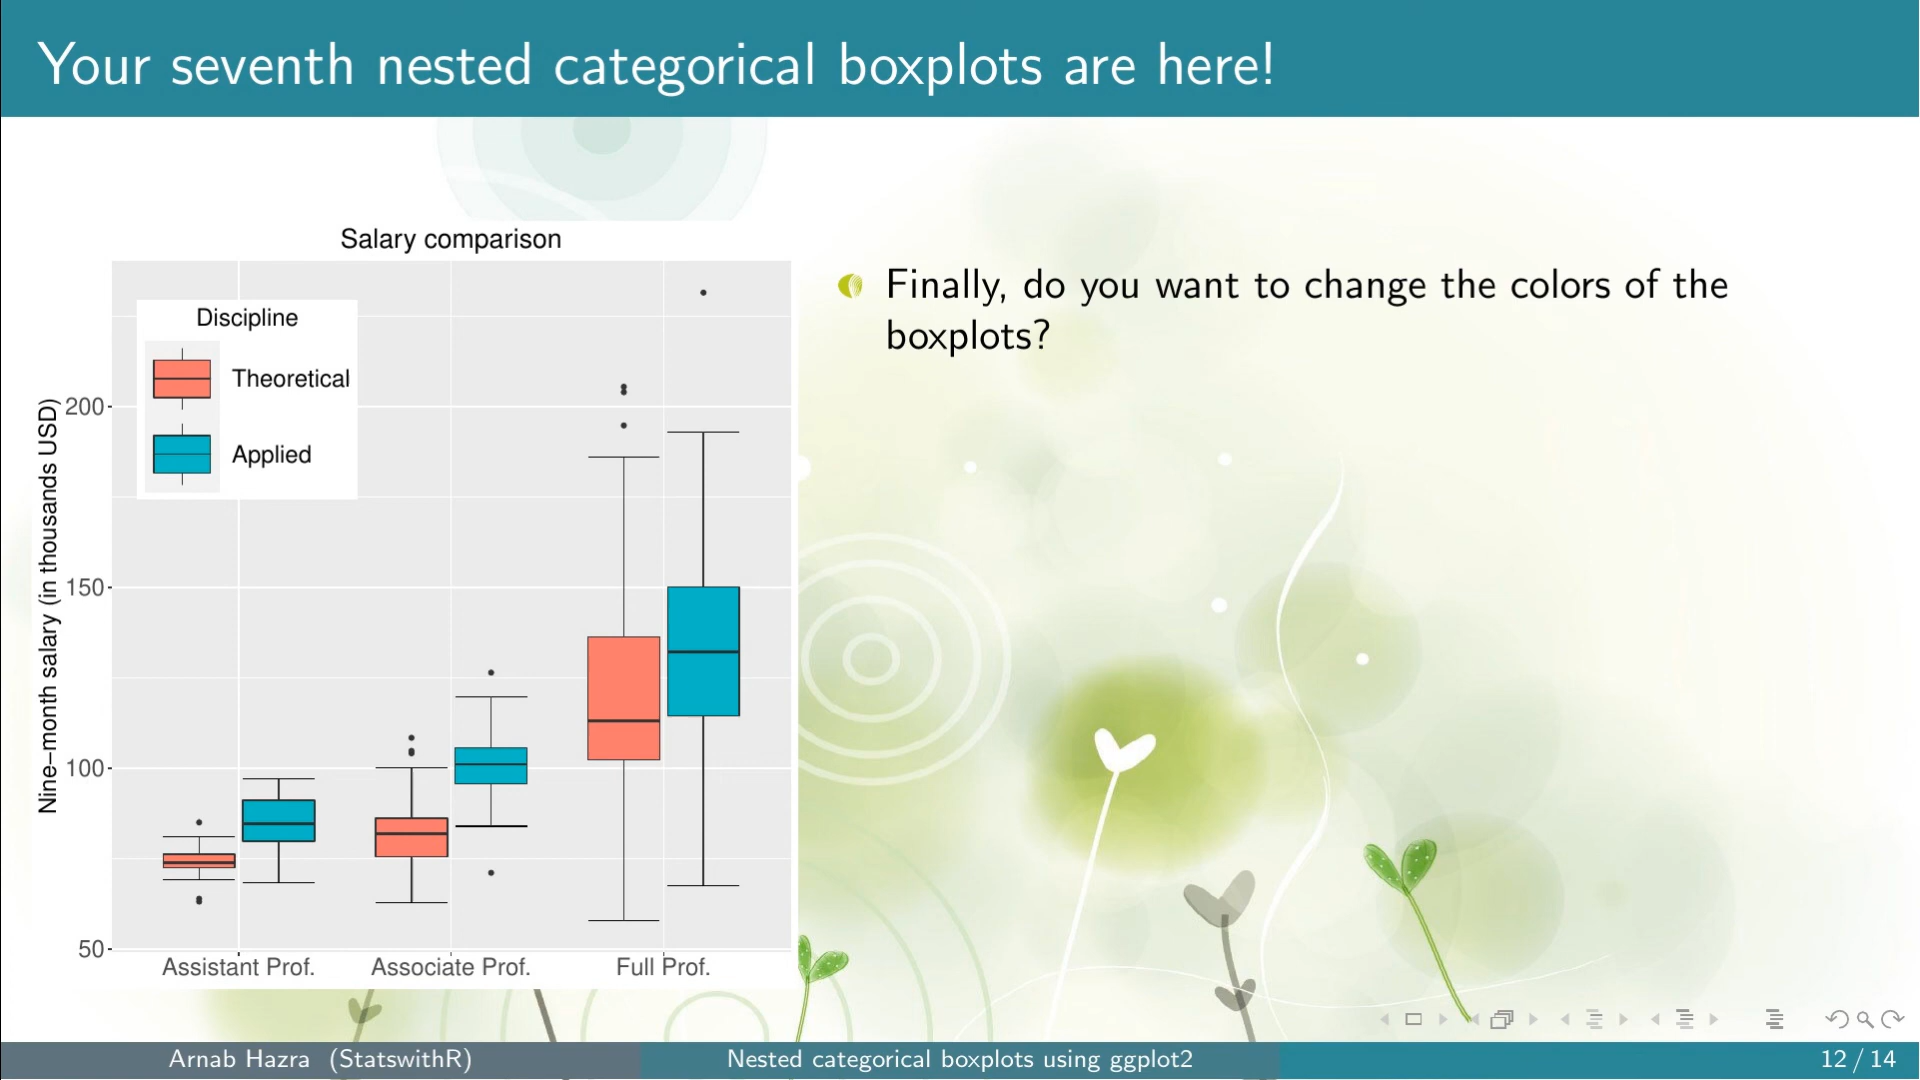 Your seventh nested categorical boxplots are here!
Salary comparison
Discipline
Theoretical
Applied
Nine−month salary (in thousands USD)
200
150
100
50
Assistant Prof.
Associate Prof.
Full Prof.
Finally, do you want to change the colors of the
boxplots?
Arnab Hazra (StatswithR)
Nested categorical boxplots using ggplot2
12 / 14